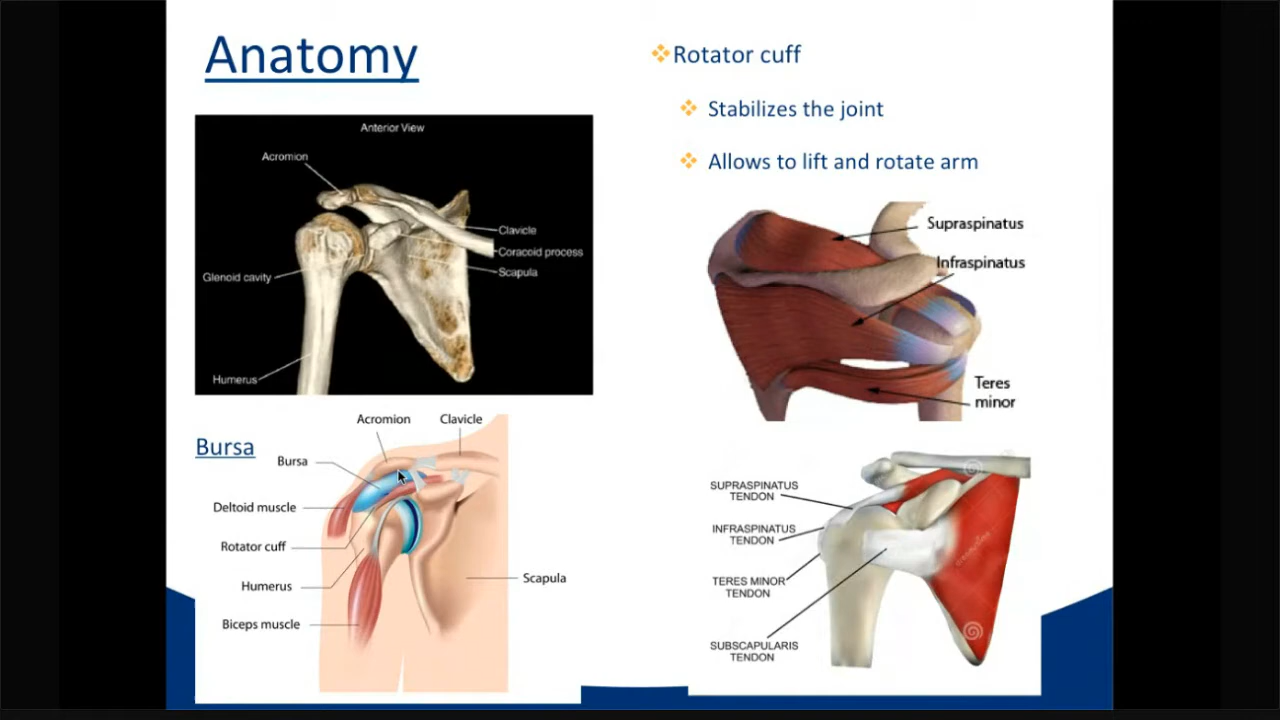 Anatomy
Anterior View
Acromion
Clavicle
Coracoid process
Scapula
Glenoid cavity
Humerus
Bursa
Acromion
Clavicle
Bursa
Deltoid muscle
Rotator cuff
Humerus
Scapula
Biceps muscle
Rotator cuff
Stabilizes the joint
Allows to lift and rotate arm
Supraspinatus
Infraspinatus
Teres
minor
SUPRASPINATUS
TENDON
INFRASPINATUS
TENDON
TERES MINOR
TENDON
SUBSCAPULARIS
TENDON